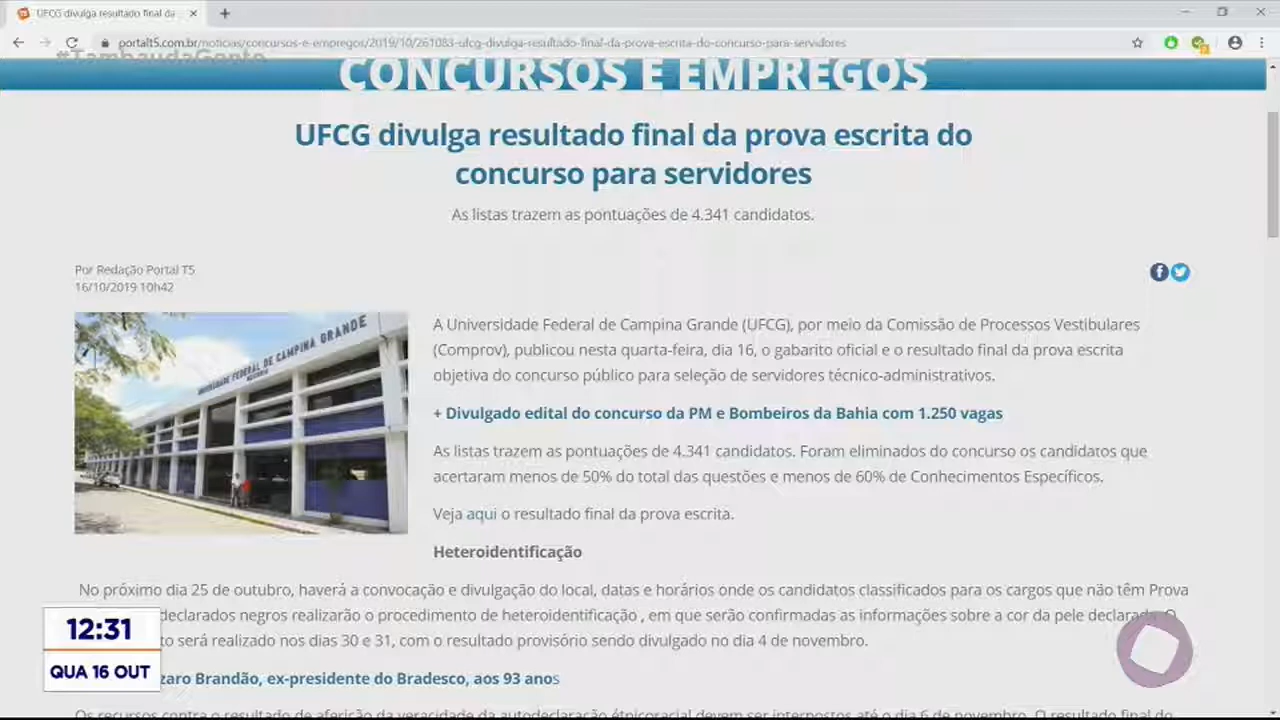 UFCG divulga resultado final da
portalt5.com.br/noticias/concursos-e-empregos/2019/10/261083-ufcg-divulga-resultado-final-da-prova-escrita-do-concurso-para-servidores
#TambaudaGente
CONCURSOS E EMPREGOS
UFCG divulga resultado final da prova escrita do
concurso para servidores
As listas trazem as pontuações de 4.341 candidatos.
Por Redação Portal T5
16/10/2019 10h42
UNIVERSIDADE FEDERAL DE CAMPINA GRANDE
A Universidade Federal de Campina Grande (UFCG), por meio da Comissão de Processos Vestibulares
(Comprov), publicou nesta quarta-feira, dia 16, o gabarito oficial e o resultado final da prova escrita
objetiva do concurso público para seleção de servidores técnico-administrativos.
+ Divulgado edital do concurso da PM e Bombeiros da Bahia com 1.250 vagas
As listas trazem as pontuações de 4.341 candidatos. Foram eliminados do concurso os candidatos que
acertaram menos de 50% do total das questões e menos de 60% de Conhecimentos Específicos.
Veja aqui o resultado final da prova escrita.
Heteroidentificação
No próximo dia 25 de outubro, haverá a convocação e divulgação do local, datas e horários onde os candidatos classificados para os cargos que não têm Prova
declarados negros realizarão o procedimento de heteroidentificação , em que serão confirmadas as informações sobre a cor da pele declarada. O
to será realizado nos dias 30 e 31, com o resultado provisório sendo divulgado no dia 4 de novembro.
zaro Brandão, ex-presidente do Bradesco, aos 93 anos
Os recursos contra o resultado de aferição da veracidade da autodeclaração étnicoracial devem ser interpostos até o dia 6 de novembro. O resultado final do
12:31
QUA 16 OUT